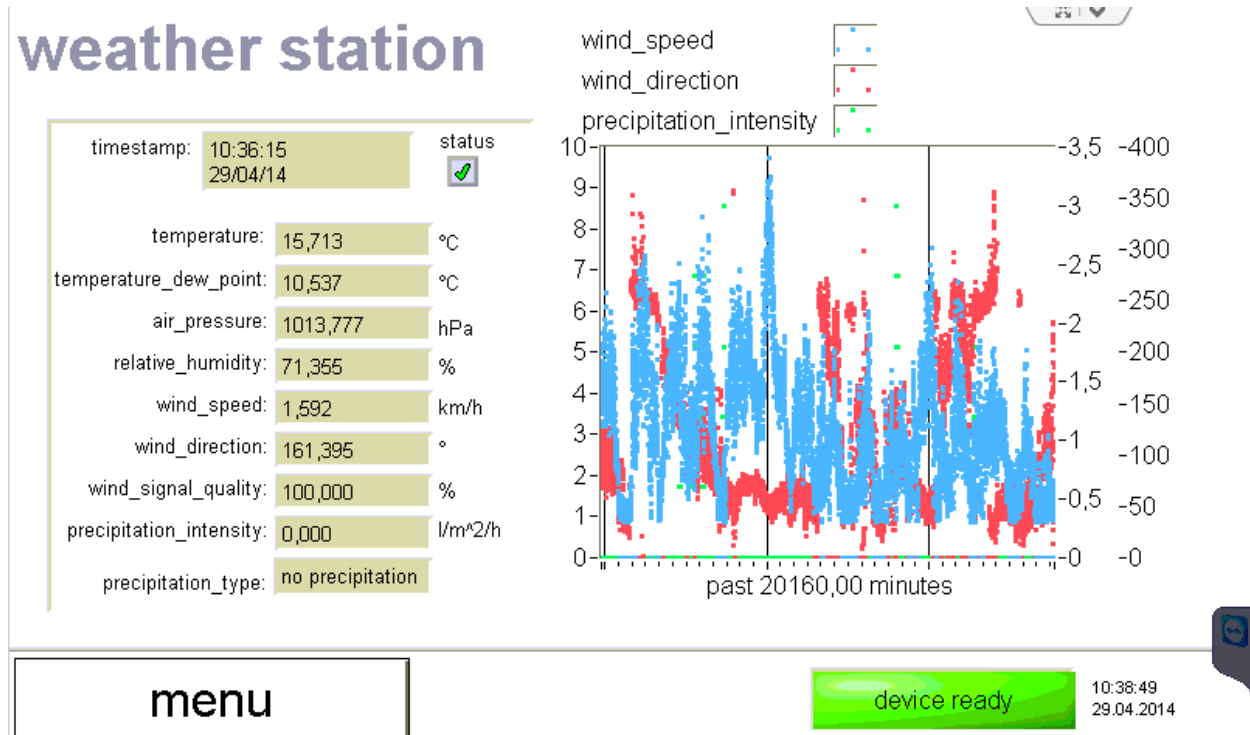 weather station
wind_speed
wind_direction
precipitation_intensity
timestamp: 10:36:15
29/04/14
status
temperature: 15,713 °C
temperature_dew_point: 10,537 °C
air_pressure: 1013,777 hPa
relative_humidity: 71,355 %
wind_speed: 1,592 km/h
wind_direction: 161,395 °
wind_signal_quality: 100,000 %
precipitation_intensity: 0,000 l/m^2/h
precipitation_type: no precipitation
10 -3,5 -400
9 -3 -350
8 -300
7 -2,5
6 -2 -250
5 -200
4 -1,5 -150
3 -1 -100
2
1 -0,5 -50
0 -0 -0
past 20160,00 minutes
menu
device ready
10:38:49
29.04.2014